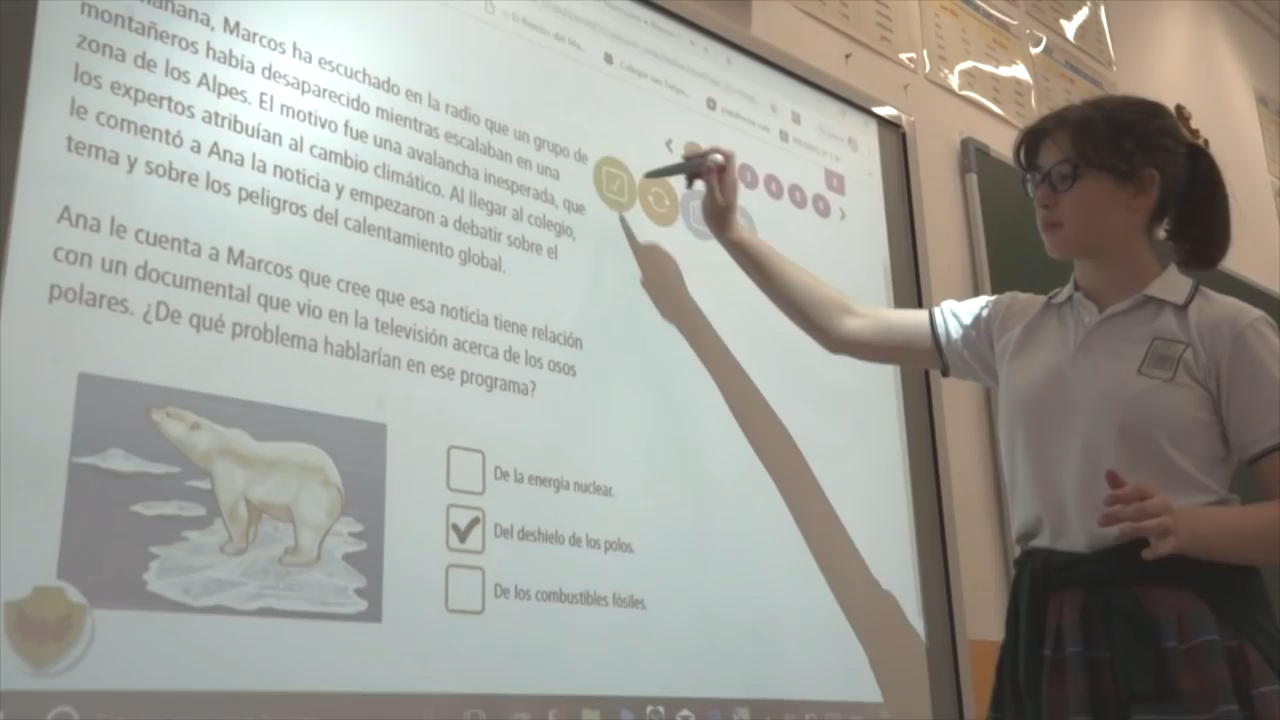 mañana, Marcos ha escuchado en la radio que un grupo de
montañeros había desaparecido mientras escalaban en una
zona de los Alpes. El motivo fue una avalancha inesperada, que
los expertos atribuían al cambio climático. Al llegar al colegio,
le comentó a Ana la noticia y empezaron a debatir sobre el
tema y sobre los peligros del calentamiento global.
Ana le cuenta a Marcos que cree que esa noticia tiene relación
con un documental que vio en la televisión acerca de los osos
polares. ¿De qué problema hablarían en ese programa?
De la energía nuclear.
Del deshielo de los polos.
De los combustibles fósiles.